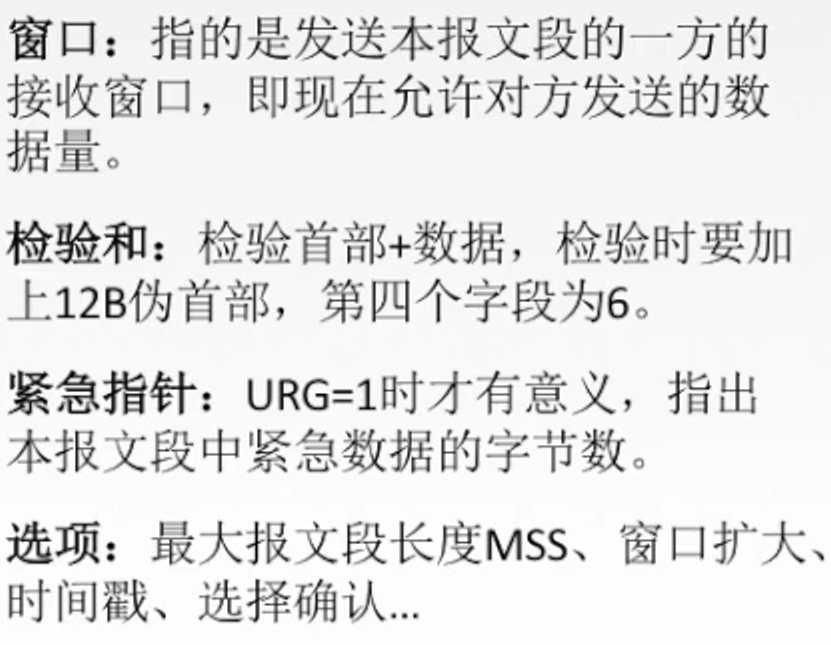 窗口：指的是发送本报文段的一方的
接收窗口，即现在允许对方发送的数
据量。
检验和：检验首部+数据，检验时要加
上12B伪首部，第四个字段为6。
紧急指针：URG=1时才有意义，指出
本报文段中紧急数据的字节数。
选项：最大报文段长度MSS、窗口扩大、
时间戳、选择确认...